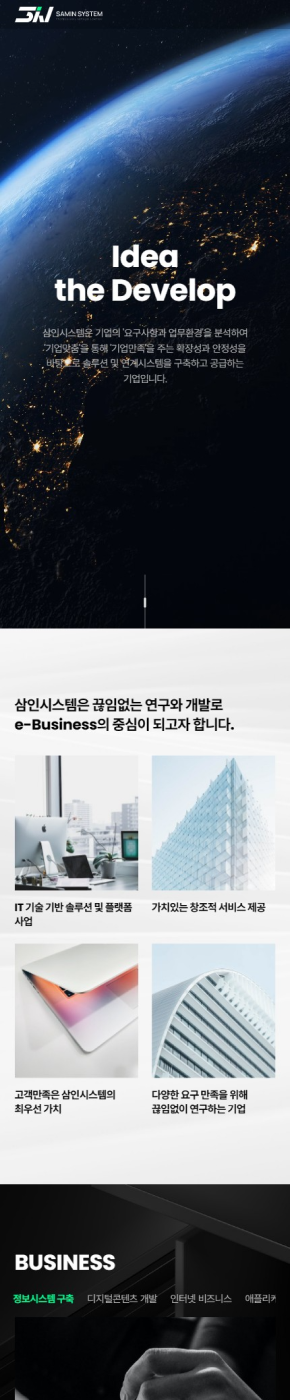 SAMIN SYSTEM
Idea
the Develop
삼인시스템은 기업의 '요구사항과 업무환경'을 분석하여
'기업맞춤'을 통해 '기업만족'을 주는 확장성과 안정성을
바탕으로 솔루션 및 연계시스템을 구축하고 공급하는
기업입니다.
삼인시스템은 끊임없는 연구와 개발로
e-Business의 중심이 되고자 합니다.
IT 기술 기반 솔루션 및 플랫폼
사업
가치있는 창조적 서비스 제공
고객만족은 삼인시스템의
최우선 가치
다양한 요구 만족을 위해
끊임없이 연구하는 기업
BUSINESS
정보시스템 구축 디지털콘텐츠 개발 인터넷 비즈니스 애플리케